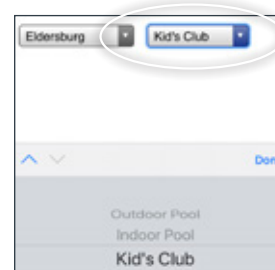 Eldersburg Kid's Club
Don
Outdoor Pool
Indoor Pool
Kid's Club